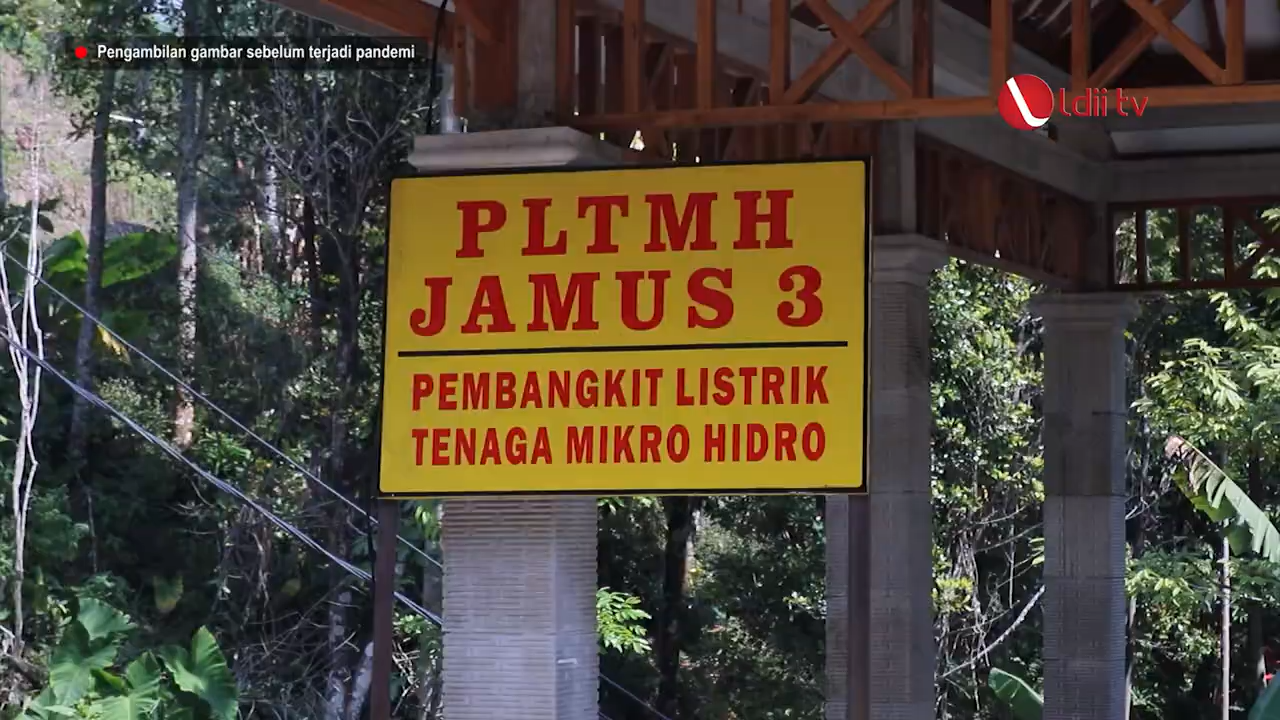 Pengambilan gambar sebelum terjadi pandemi
Ldii tv
PLTMH
JAMUS 3
PEMBANGKIT LISTRIK
TENAGA MIKRO HIDRO